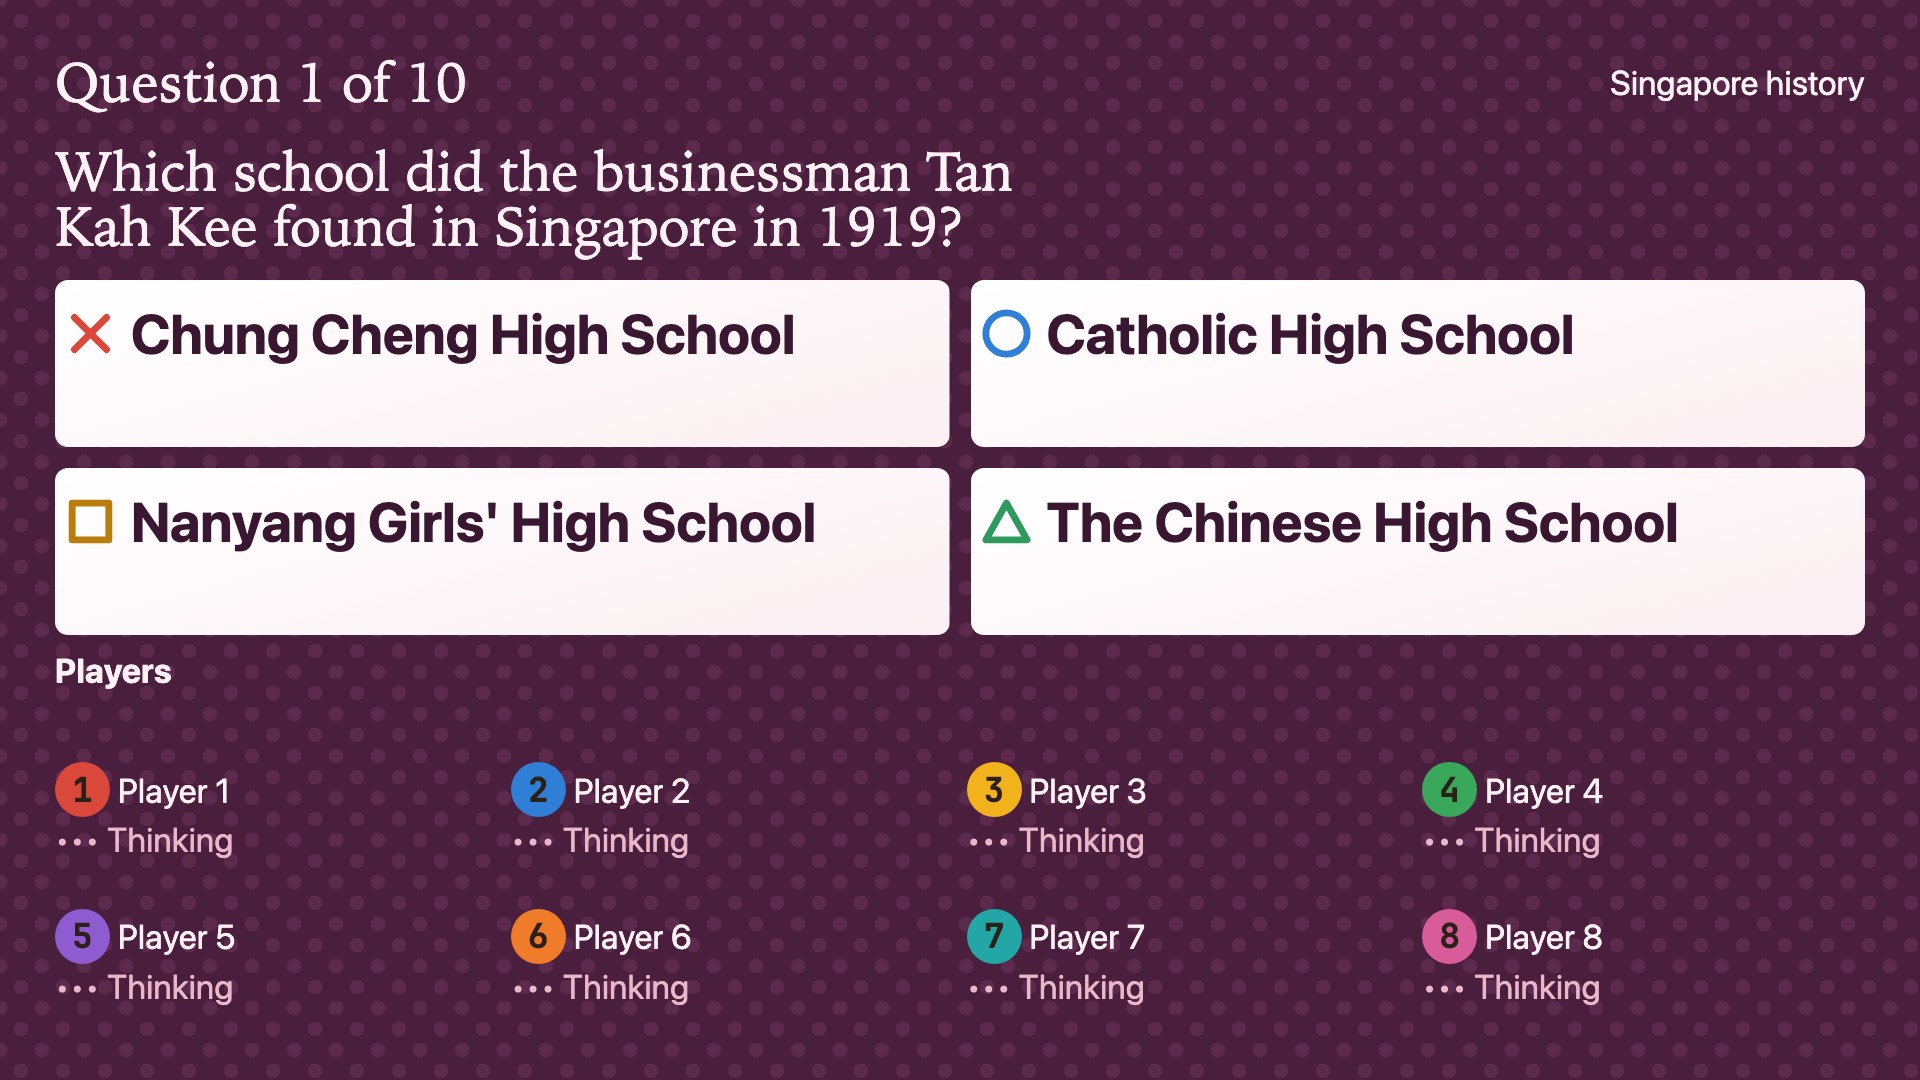 Question 1 of 10
Singapore history
Which school did the businessman Tan
Kah Kee found in Singapore in 1919?
Chung Cheng High School
Catholic High School
Nanyang Girls' High School
The Chinese High School
Players
1 Player 1
... Thinking
2 Player 2
... Thinking
3 Player 3
... Thinking
4 Player 4
... Thinking
5 Player 5
... Thinking
6 Player 6
... Thinking
7 Player 7
... Thinking
8 Player 8
... Thinking